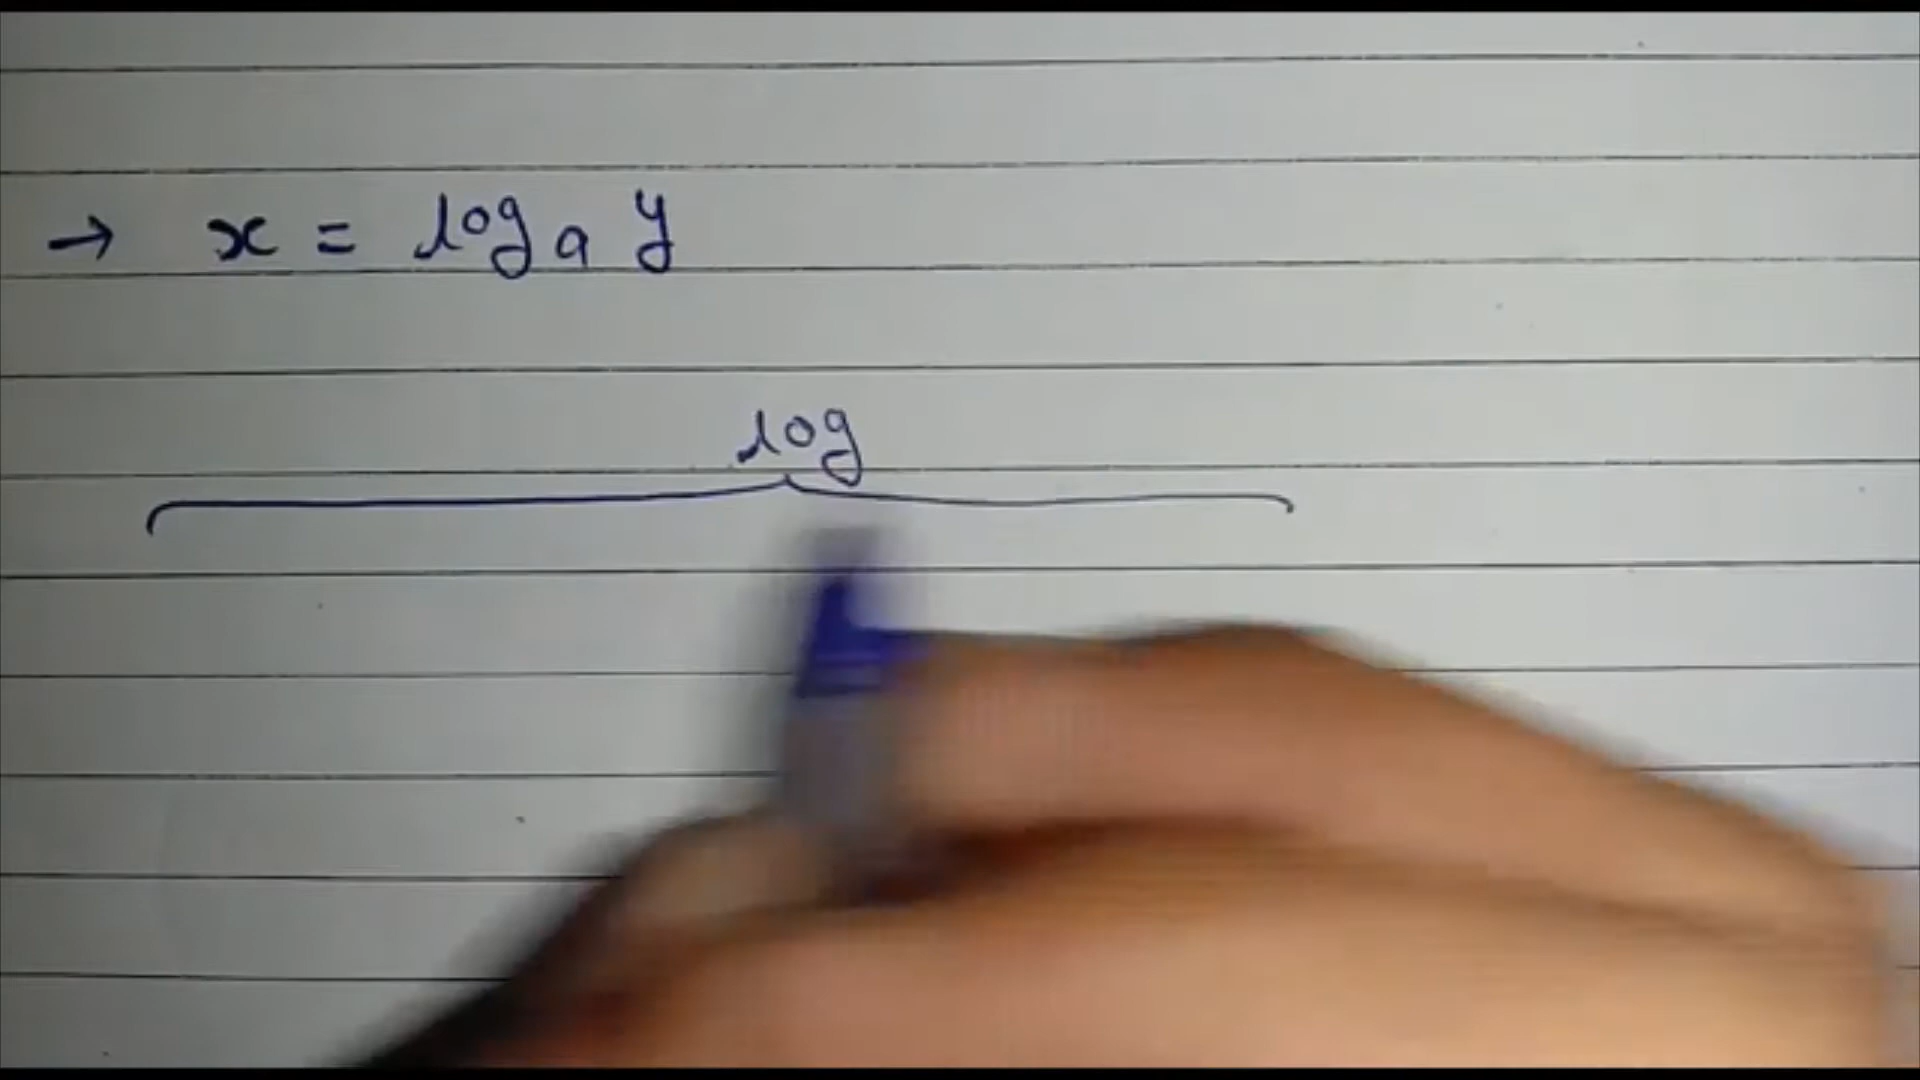 → x = log a y
log